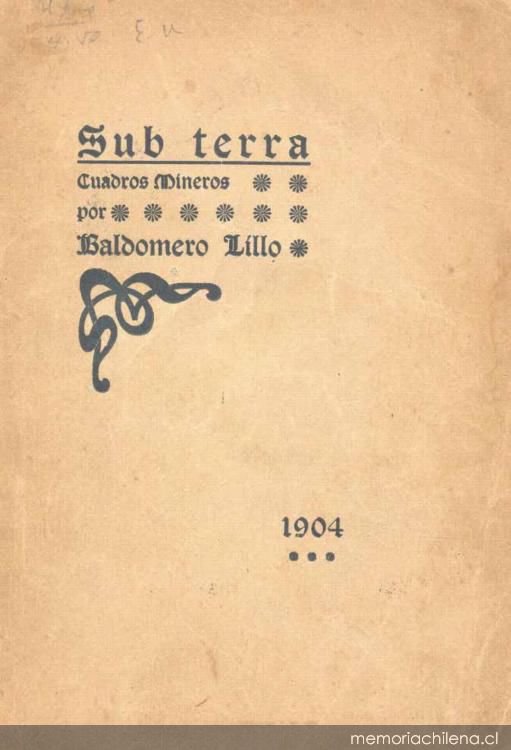 Sub terra
Cuadros Mineros
por
Baldomero Lillo
1904
memoriachilena.cl